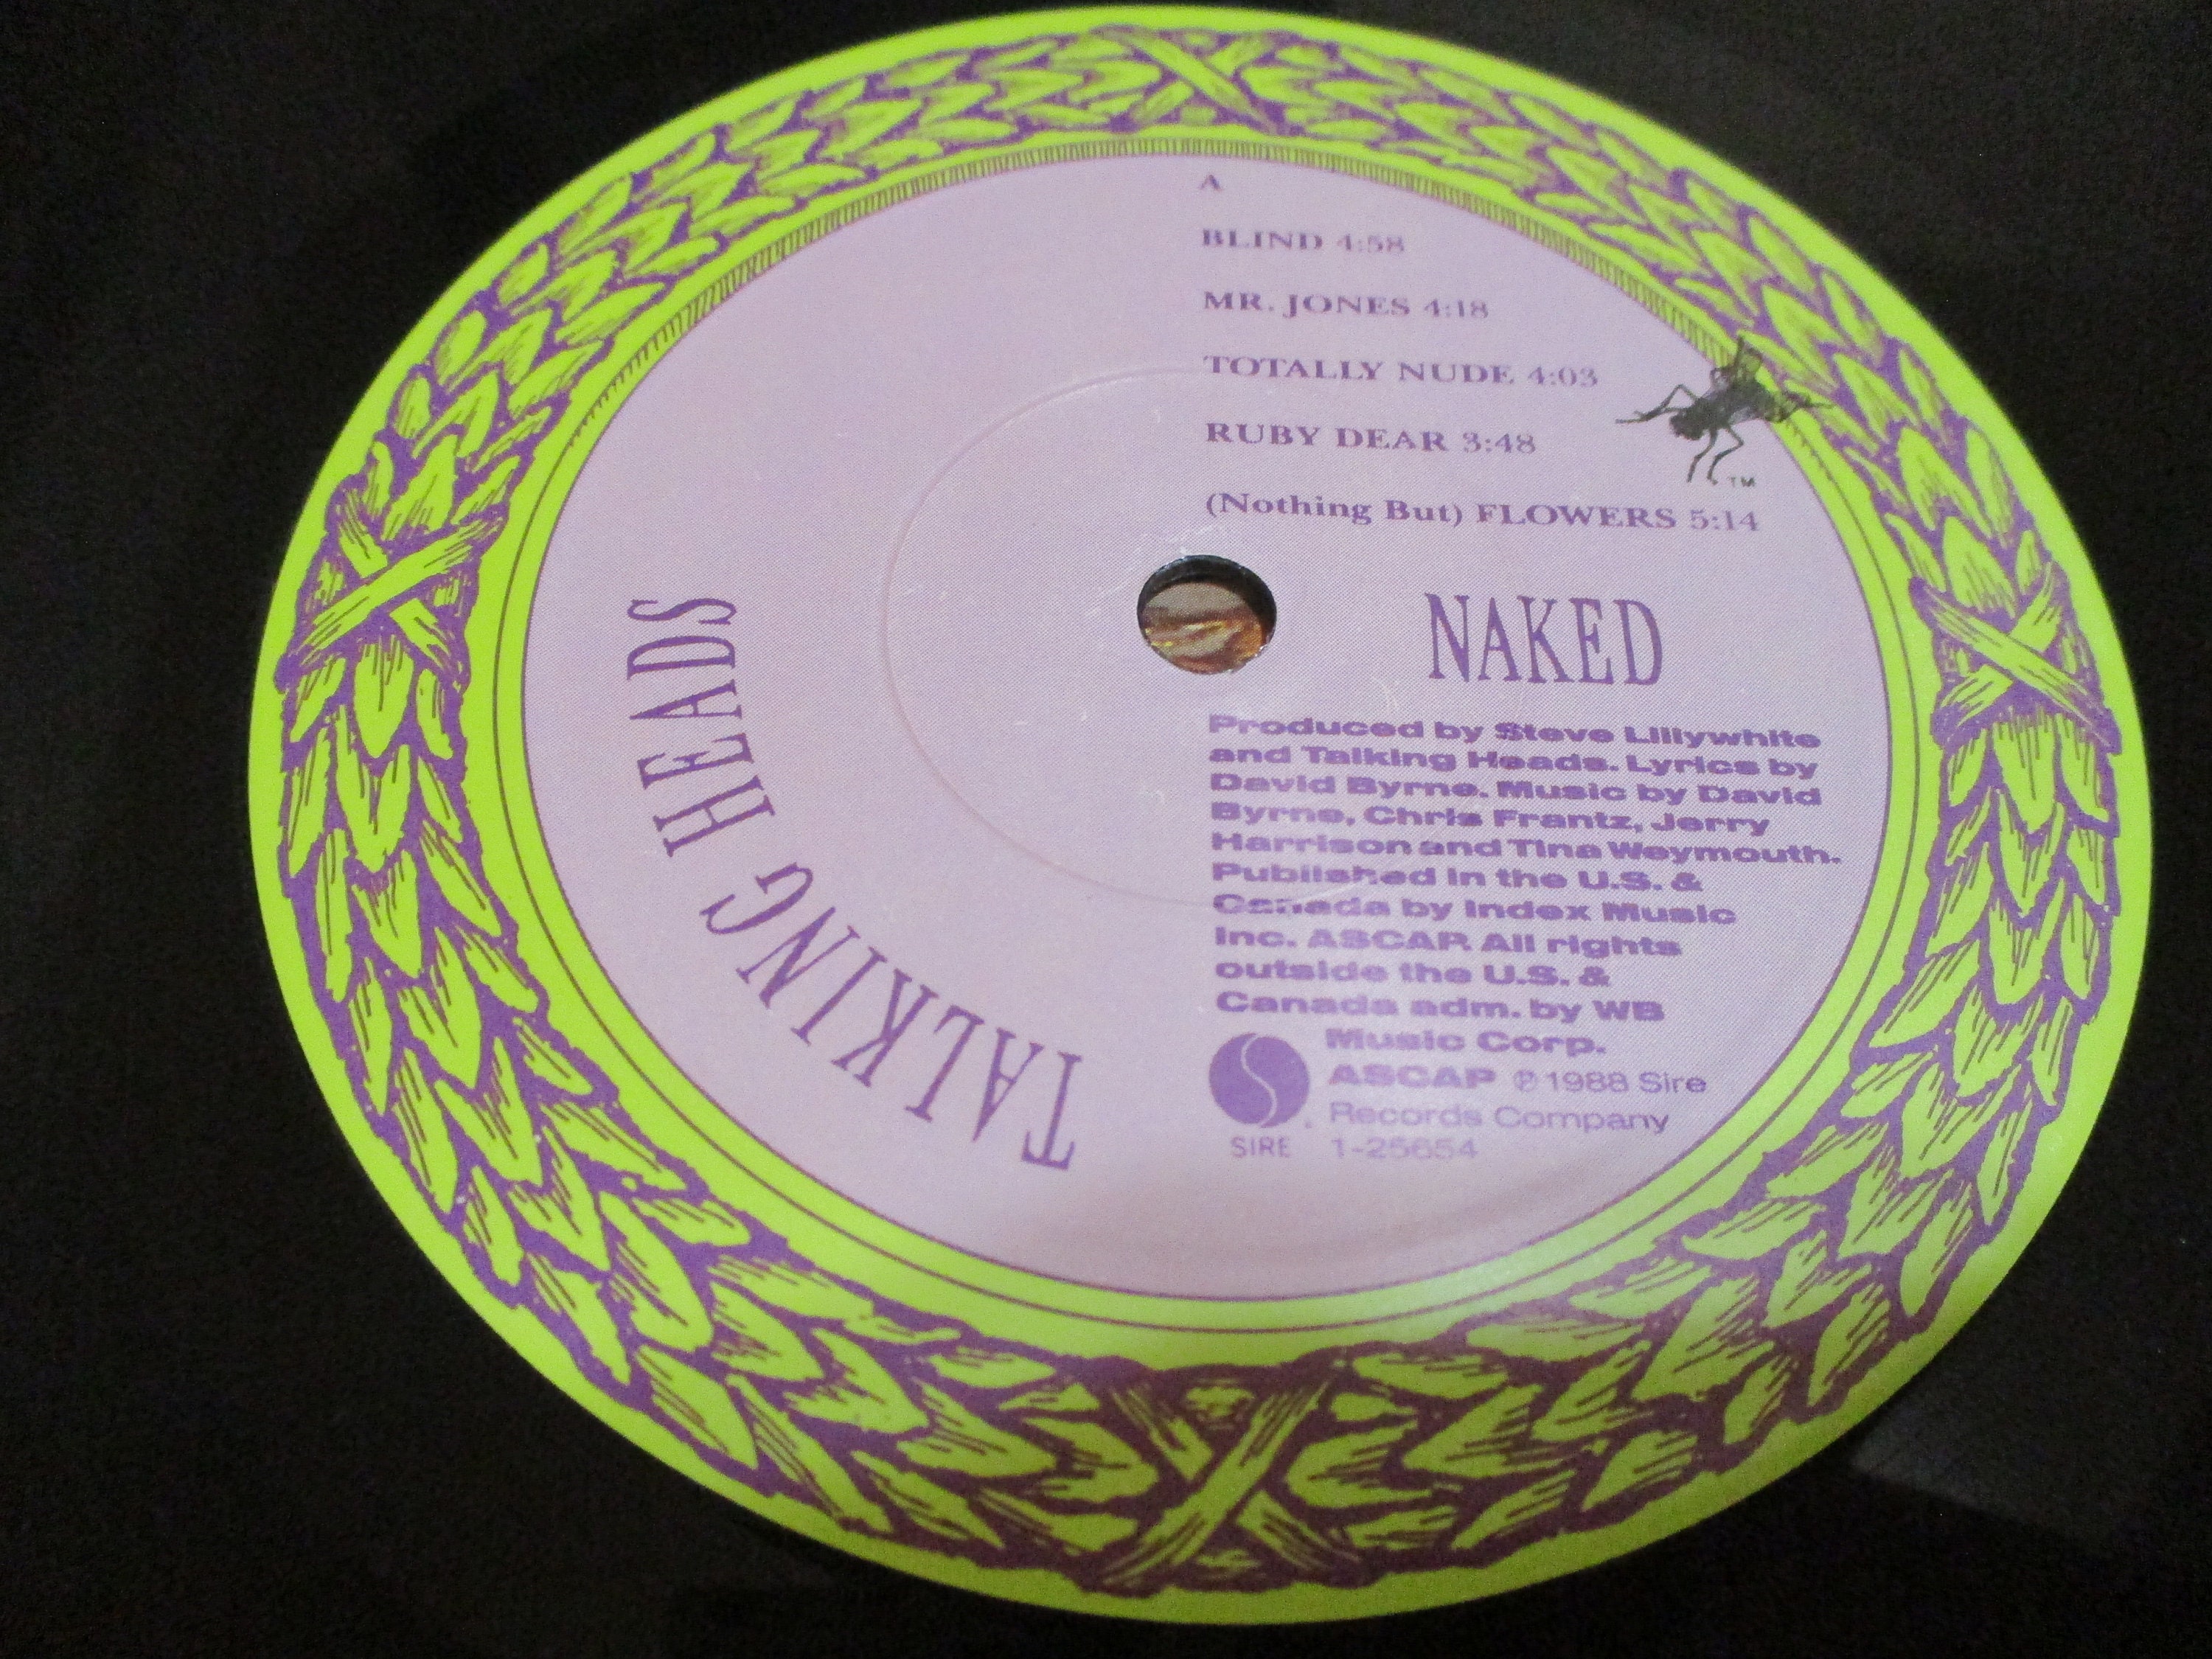 A
BLIND 4:58
MR. JONES 4:18
TOTALLY NUDE 4:03
RUBY DEAR 3:48
TM
(Nothing But) FLOWERS 5:14
NAKED
TALKING HEADS
Produced by Steve Lillywhite
and Talking Heads. Lyrics by
David Byrne. Music by David
Byrne, Chris Frantz, Jerry
Harrison and Tina Weymouth.
Published in the U.S. &
Canada by Index Music
Inc. ASCAP. All rights
outside the U.S. &
Canada adm. by WB
Music Corp.
ASCAP ℗ 1988 Sire
Records Company
SIRE 1-25654